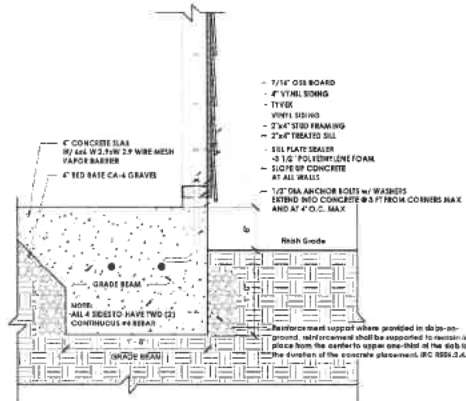 7/16" OSB BOARD
4" VYNIL SIDING
TYVEK
VINYL SIDING
2"x4" STUD FRAMING
2"x4" TREATED SILL
SILL PLATE SEALER
-3 1/2" POLYETHYLENE FOAM
SLOPE UP CONCRETE
AT ALL WALLS
1/2" DIA ANCHOR BOLTS w/ WASHERS
EXTEND INTO CONCRETE @ 3 FT FROM CORNERS MAX
AND AT 4' O.C. MAX
4" CONCRETE SLAB
W/ 6x6 W 2.9xW 2.9 WIRE MESH
VAPOR BARRIER
4" BED BASE CA-6 GRAVEL
Finish Grade
GRADE BEAM
NOTE:
ALL 4 SIDES TO HAVE TWO (2)
CONTINUOUS #4 REBAR
GRADE BEAM
Reinforcement support where provided in slabs-on-
ground, reinforcement shall be supported to remain in
place from the center to upper one-third of the slab for
the duration of the concrete placement. IRC R506.2.4.